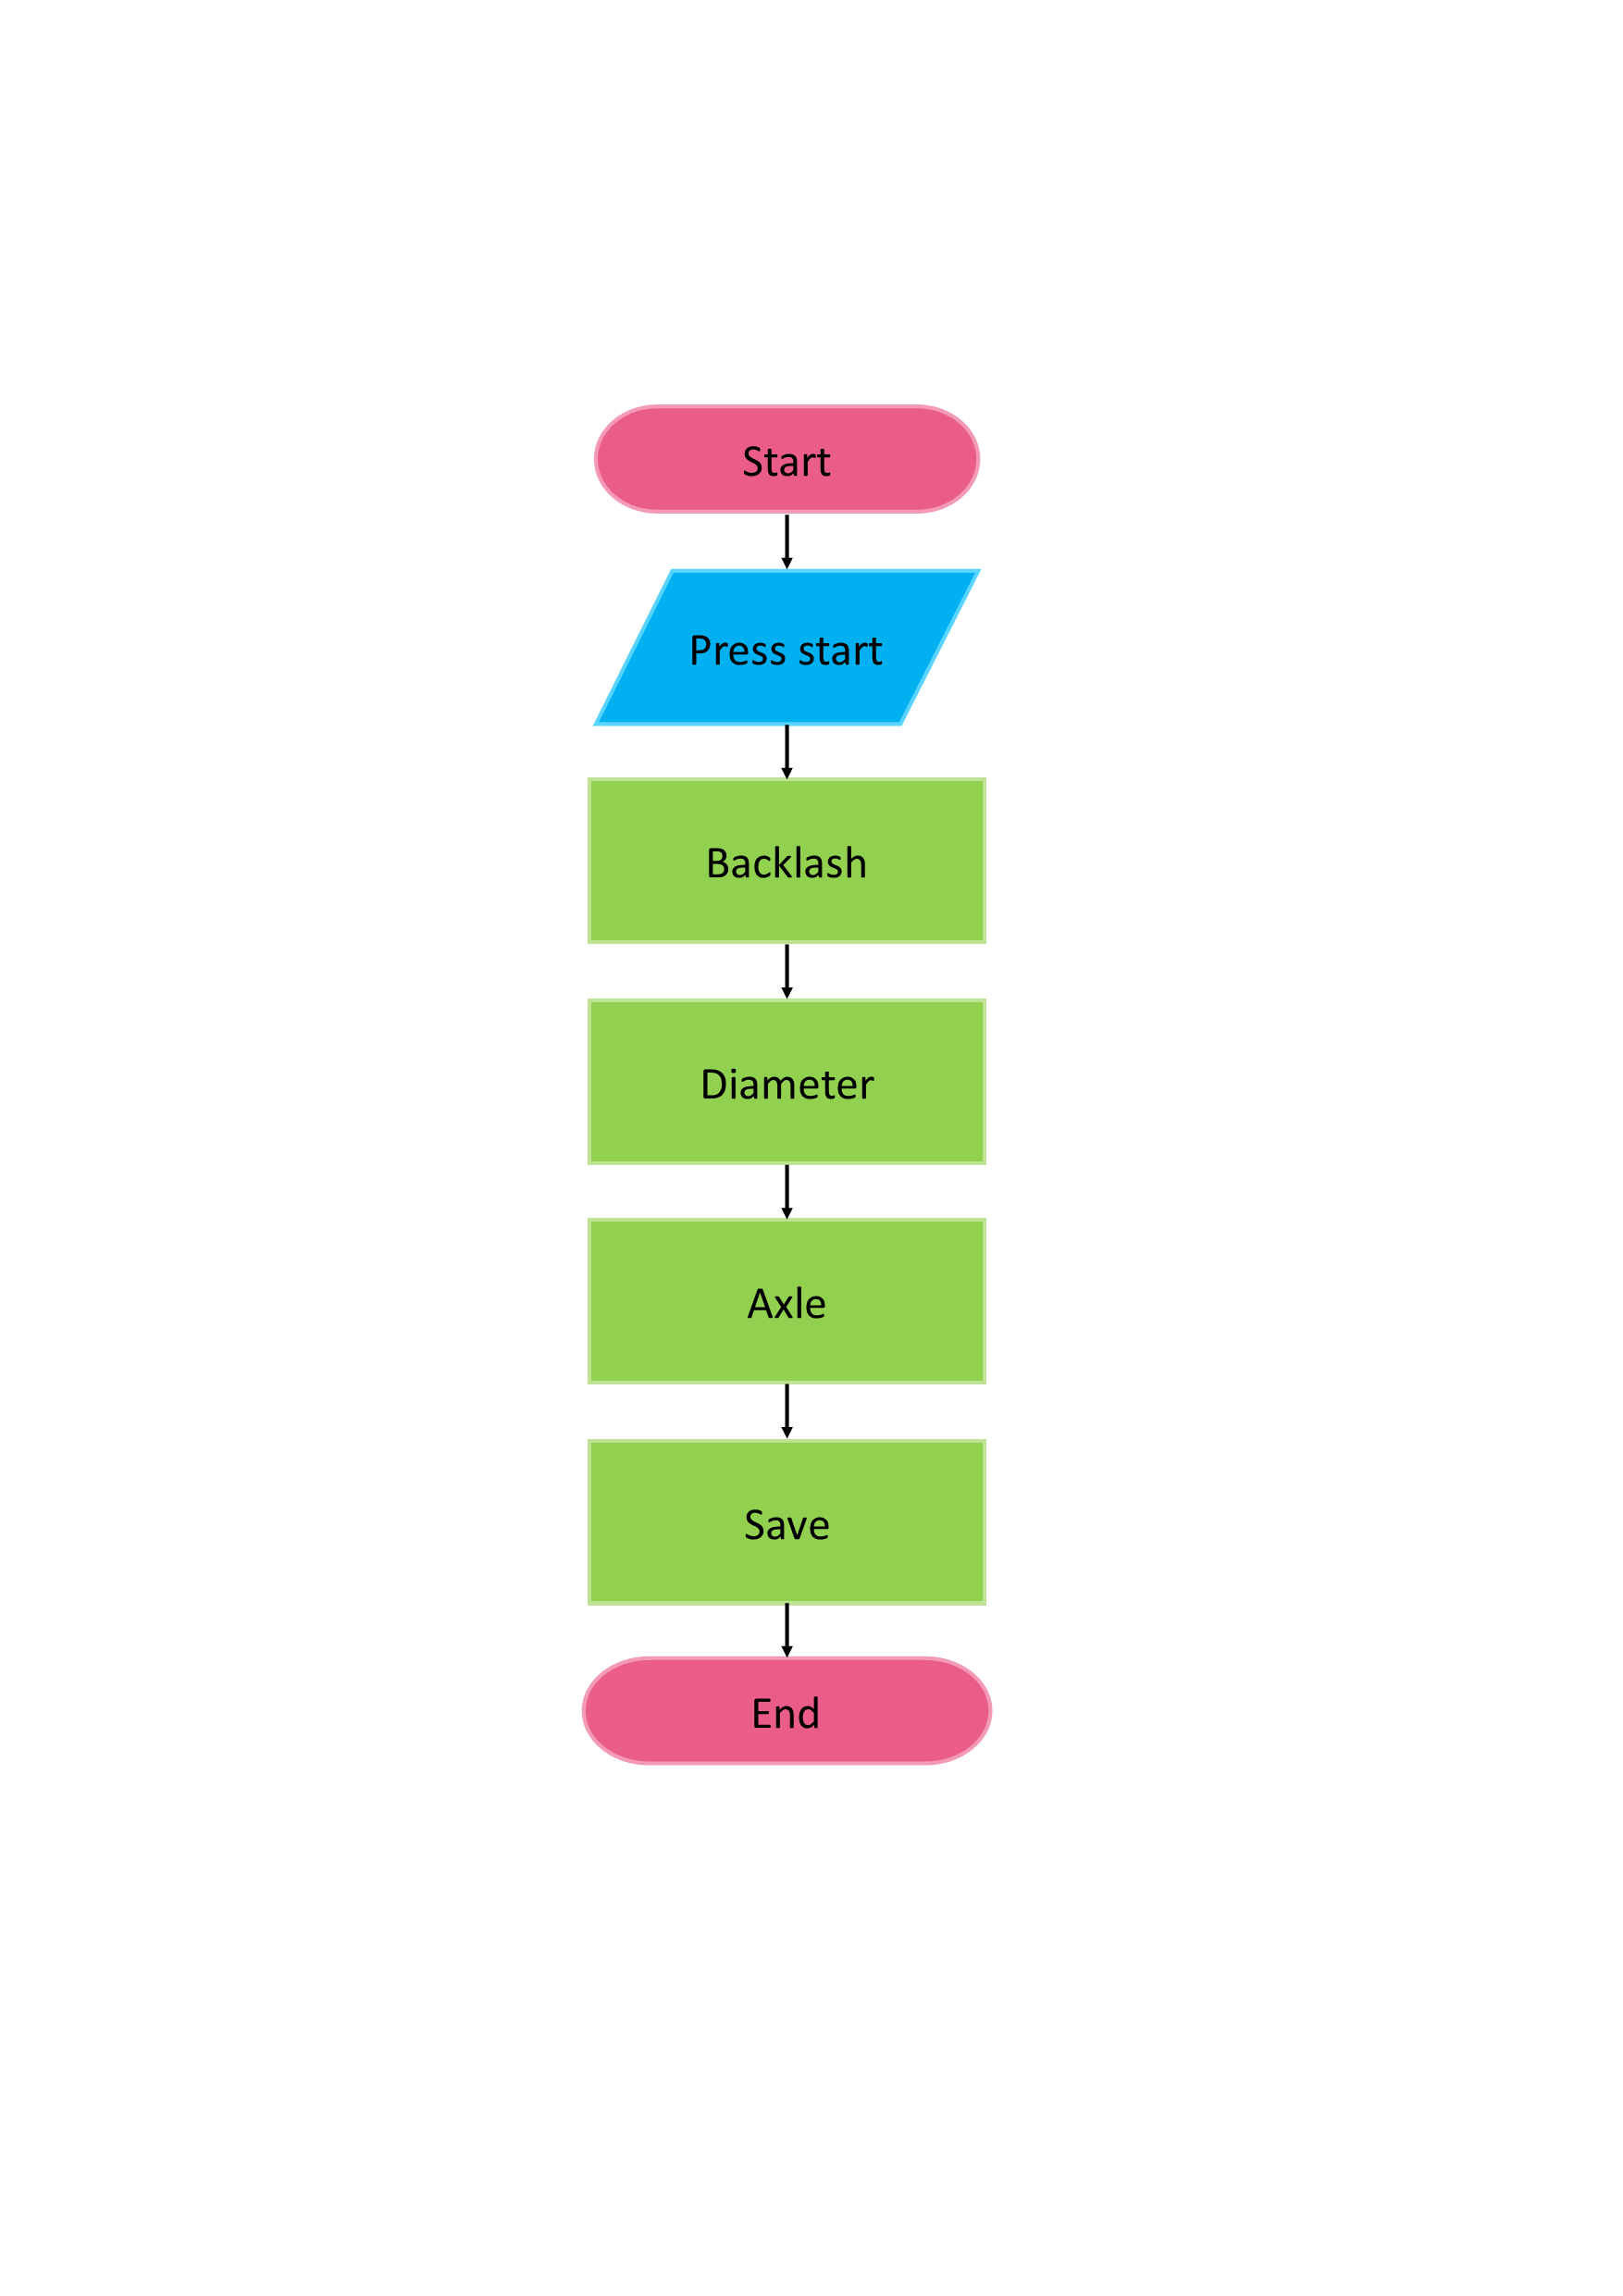 Start
Press start
Backlash
Diameter
Axle
Save
End